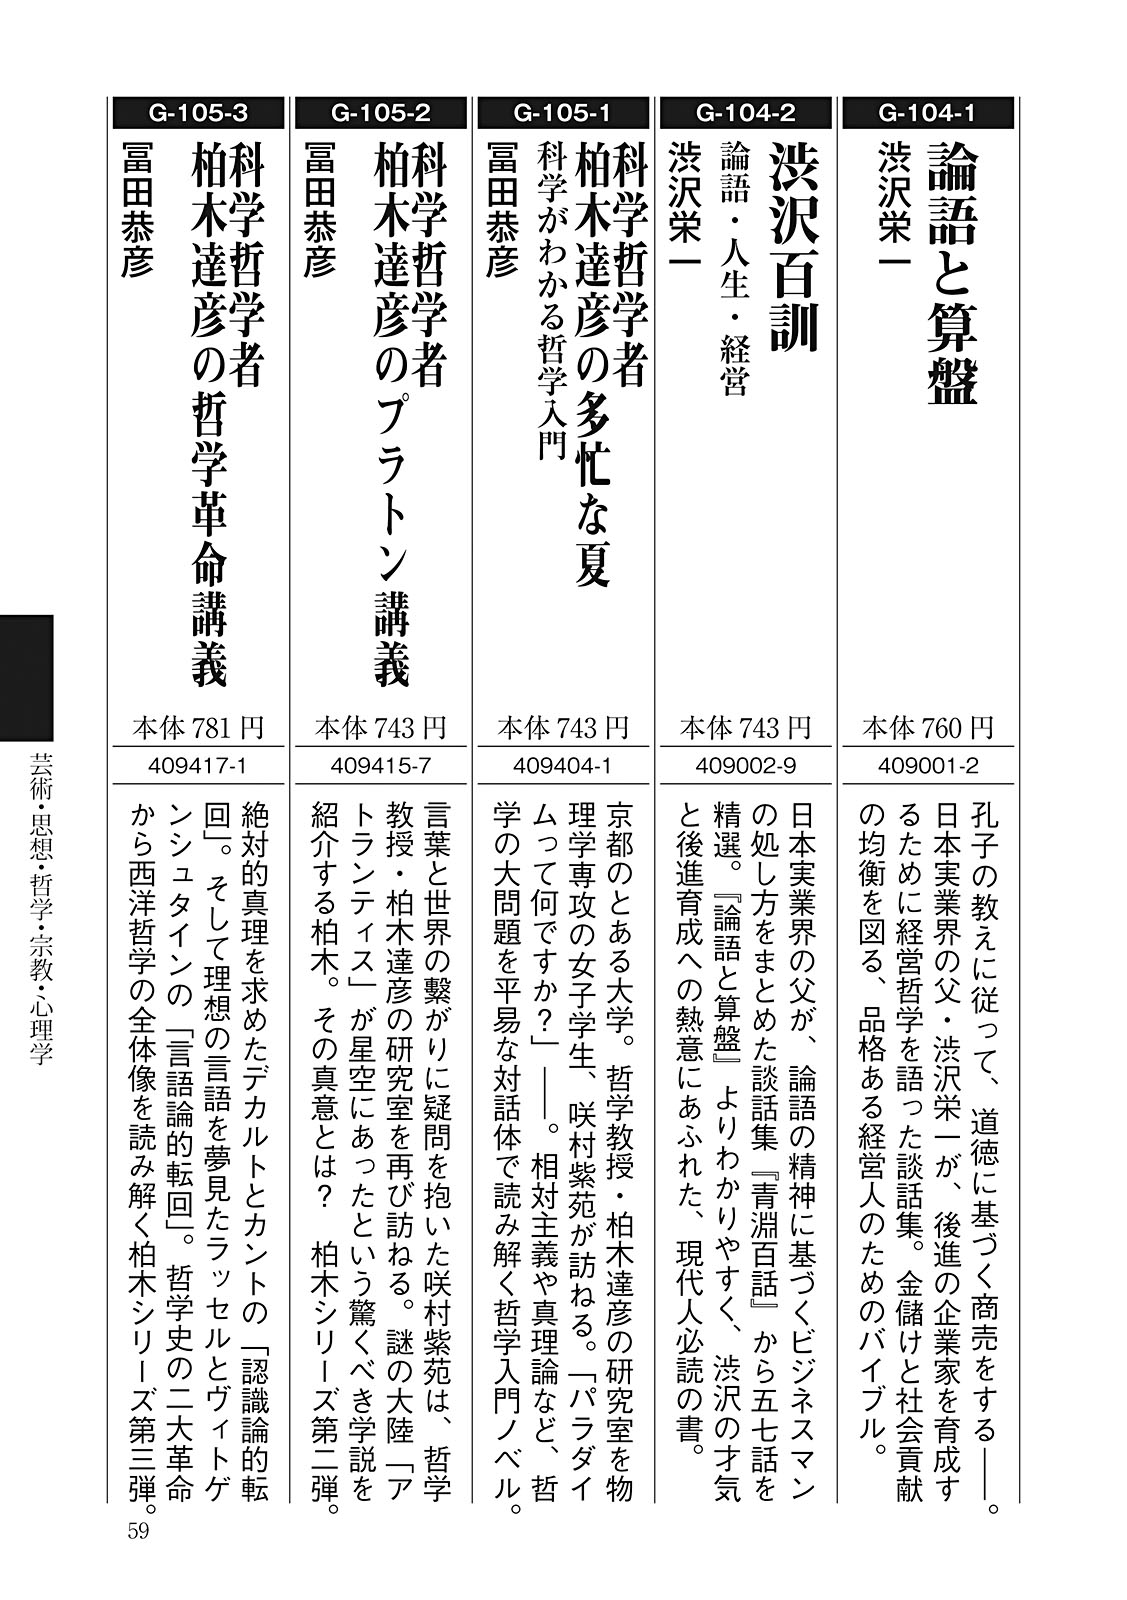 G-104-1
論語と算盤
渋沢栄一
本体 760 円
409001-2
孔子の教えに従って、道徳に基づく商売をする――。
日本実業界の父・渋沢栄一が、後進の企業家を育成す
るために経営哲学を語った談話集。金儲けと社会貢献
の均衡を図る、品格ある経営人のためのバイブル。
G-104-2
渋沢百訓
論語・人生・経営
渋沢栄一
本体 743 円
409002-9
日本実業界の父が、論語の精神に基づくビジネスマン
の処し方をまとめた談話集『青淵百話』から五七話を
精選。『論語と算盤』よりわかりやすく、渋沢の才気
と後進育成への熱意にあふれた、現代人必読の書。
G-105-1
科学哲学者
柏木達彦の多忙な夏
科学がわかる哲学入門
冨田恭彦
本体 743 円
409404-1
京都のとある大学。哲学教授・柏木達彦の研究室を物
理学専攻の女子学生、咲村紫苑が訪ねる。「パラダイ
ムって何ですか?」――。相対主義や真理論など、哲
学の大問題を平易な対話体で読み解く哲学入門ノベル。
G-105-2
科学哲学者
柏木達彦のプラトン講義
冨田恭彦
本体 743 円
409415-7
言葉と世界の繋がりに疑問を抱いた咲村紫苑は、哲学
教授・柏木達彦の研究室を再び訪ねる。謎の大陸「ア
トランティス」が星空にあったという驚くべき学説を
紹介する柏木。その真意とは? 柏木シリーズ第二弾。
G-105-3
科学哲学者
柏木達彦の哲学革命講義
冨田恭彦
本体 781 円
409417-1
絶対的真理を求めたデカルトとカントの「認識論的転
回」。そして理想の言語を夢見たラッセルとヴィトゲ
ンシュタインの「言語論的転回」。哲学史の二大革命
から西洋哲学の全体像を読み解く柏木シリーズ第三弾。
芸術・思想・哲学・宗教・心理学
59